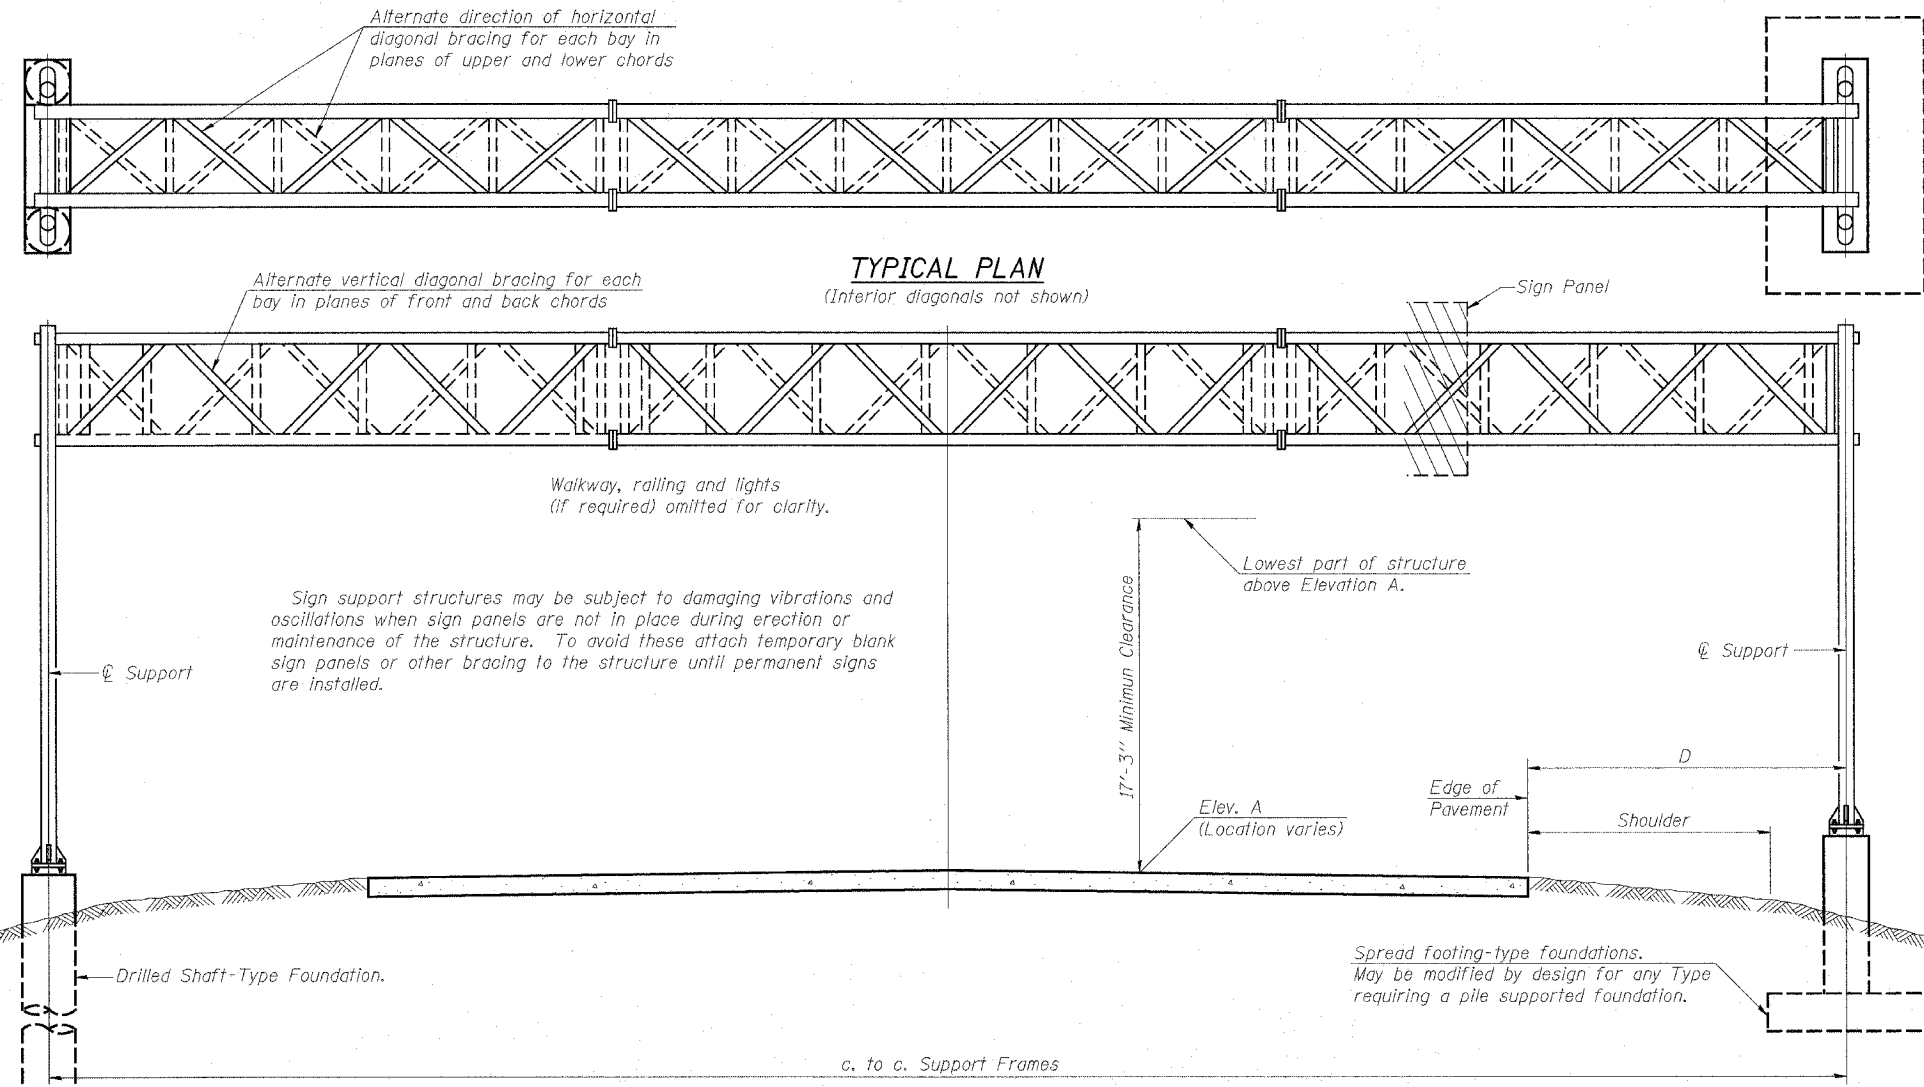 Alternate direction of horizontal
diagonal bracing for each bay in
planes of upper and lower chords
TYPICAL PLAN
(Interior diagonals not shown)
Alternate vertical diagonal bracing for each
bay in planes of front and back chords
Sign Panel
Walkway, railing and lights
(if required) omitted for clarity.
Lowest part of structure
above Elevation A.
17'-3" Minimun Clearance
Sign support structures may be subject to damaging vibrations and
oscillations when sign panels are not in place during erection or
maintenance of the structure. To avoid these attach temporary blank
sign panels or other bracing to the structure until permanent signs
are installed.
℄ Support
℄ Support
D
Edge of
Pavement
Shoulder
Elev. A
(Location varies)
Drilled Shaft-Type Foundation.
Spread footing-type foundations.
May be modified by design for any Type
requiring a pile supported foundation.
c. to c. Support Frames